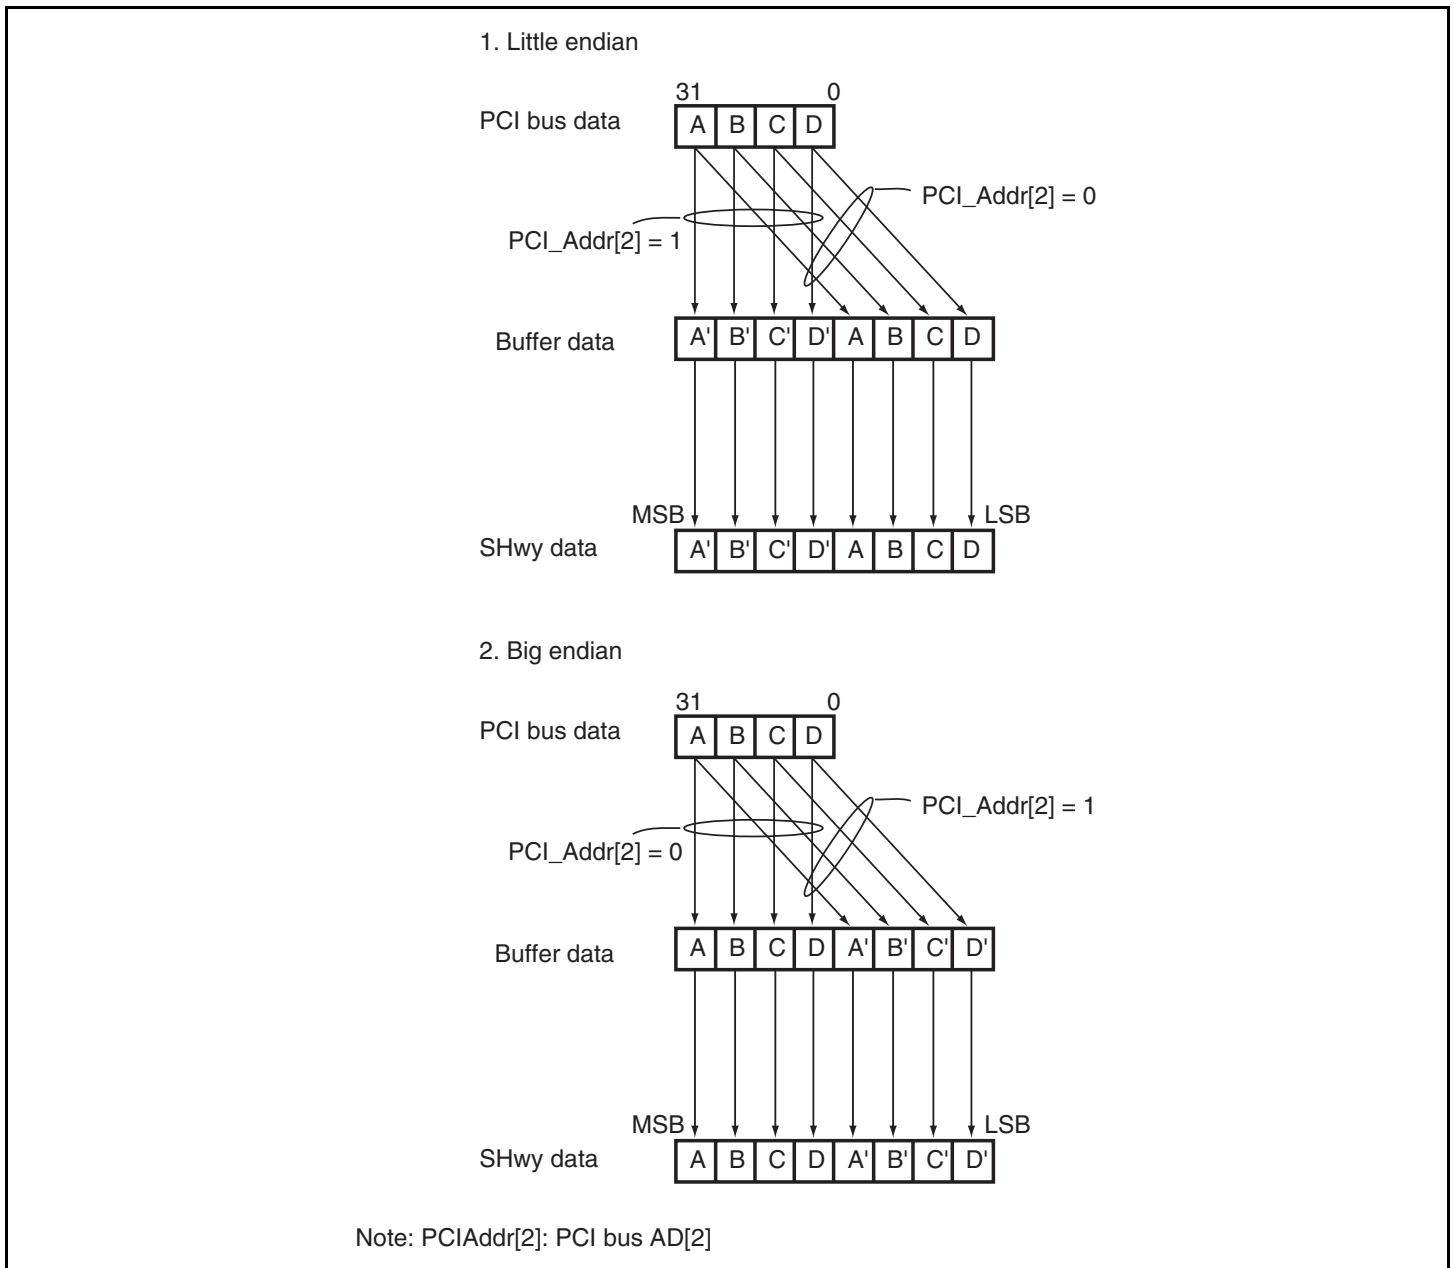 1. Little endian
31 0
PCI bus data A B C D
PCI_Addr[2] = 0
PCI_Addr[2] = 1
Buffer data A' B' C' D' A B C D
MSB LSB
SHwy data A' B' C' D' A B C D
2. Big endian
31 0
PCI bus data A B C D
PCI_Addr[2] = 1
PCI_Addr[2] = 0
Buffer data A B C D A' B' C' D'
MSB LSB
SHwy data A B C D A' B' C' D'
Note: PCIAddr[2]: PCI bus AD[2]